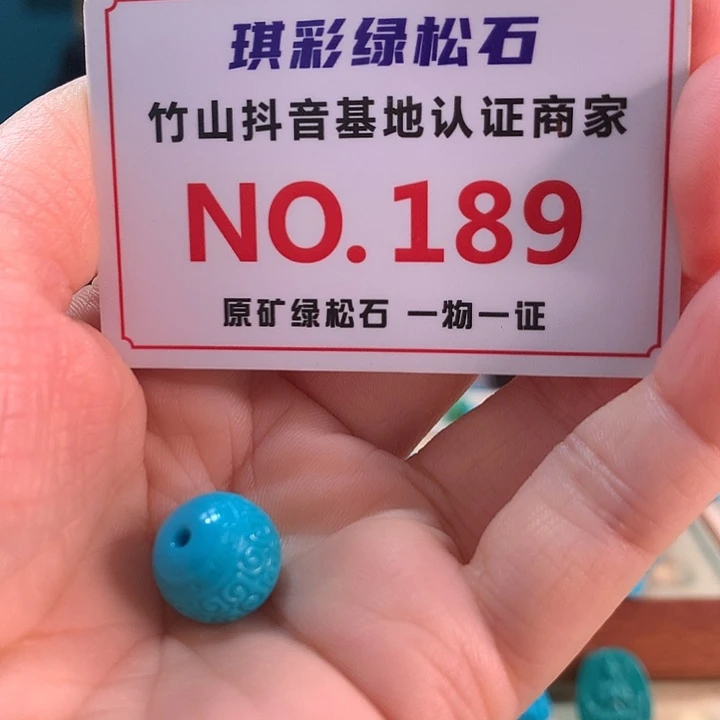 琪彩绿松石
竹山抖音基地认证商家
NO.189
原矿绿松石 一物一证